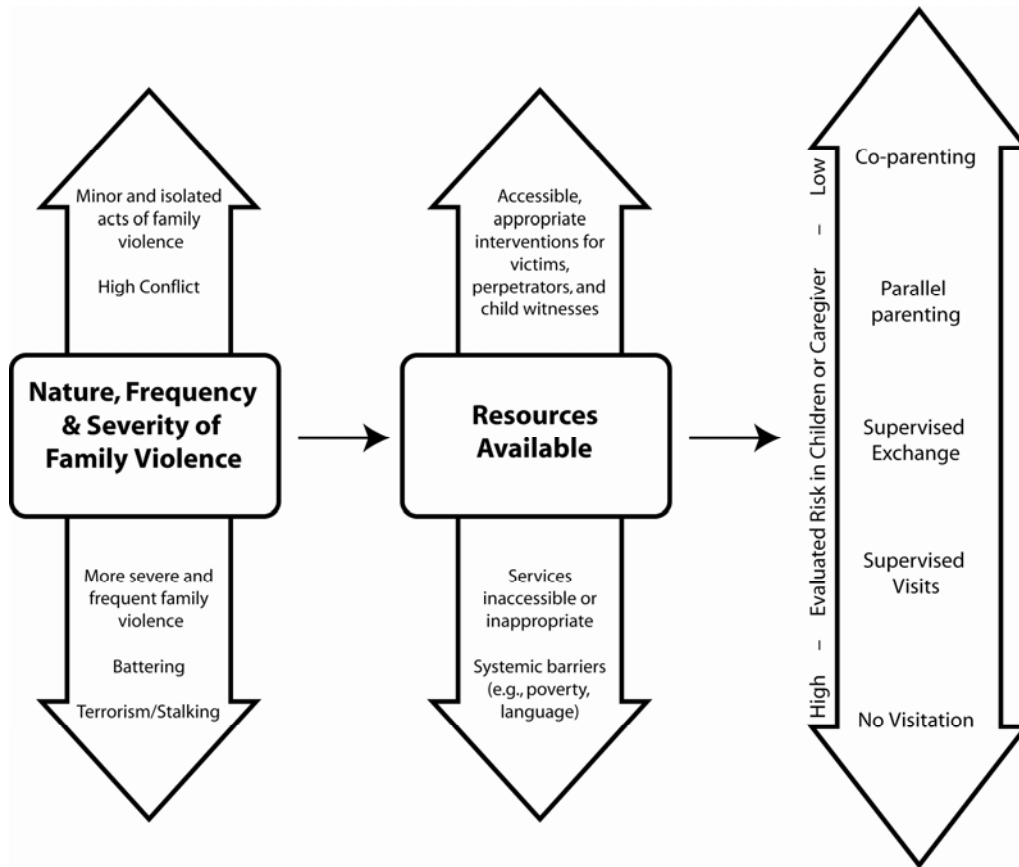 Minor and isolated
acts of family
violence
High Conflict
Nature, Frequency
& Severity of
Family Violence
More severe and
frequent family
violence
Battering
Terrorism/Stalking
Accessible,
appropriate
interventions for
victims,
perpetrators, and
child witnesses
Resources
Available
Services
inaccessible or
inappropriate
Systemic barriers
(e.g., poverty,
language)
High – Evaluated Risk in Children or Caregiver – Low
Co-parenting
Parallel
parenting
Supervised
Exchange
Supervised
Visits
No Visitation